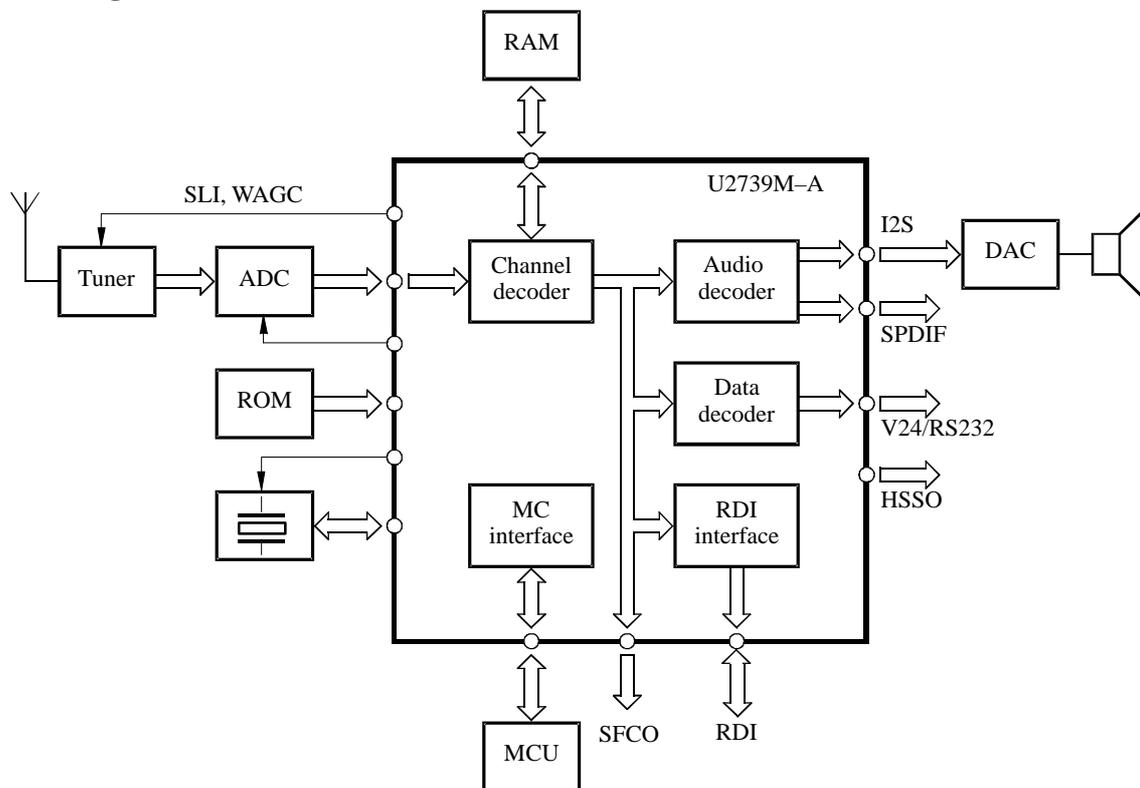 RAM
U2739M–A
SLI, WAGC
I2S
Tuner
ADC
Channel
decoder
Audio
decoder
DAC
SPDIF
ROM
Data
decoder
V24/RS232
HSSO
MC
interface
RDI
interface
SFCO
RDI
MCU